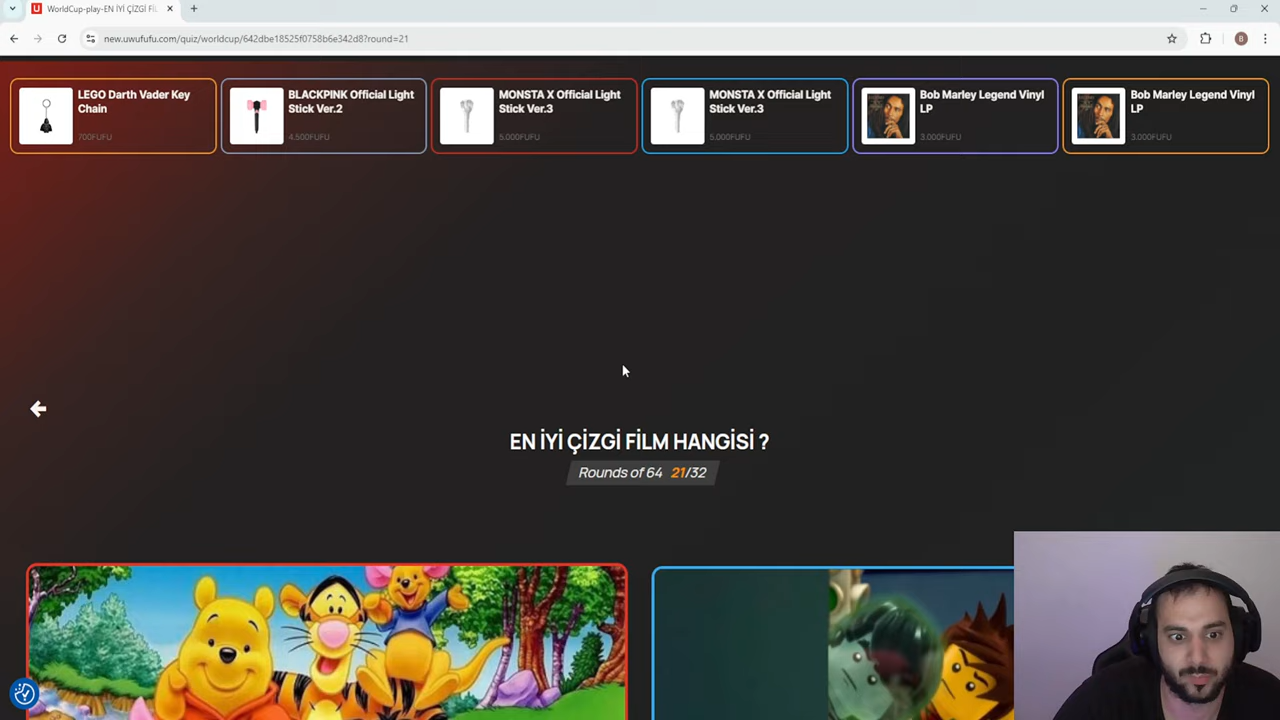 WorldCup-play-EN İYİ ÇİZGİ Fİ
new.uwufufu.com/quiz/worldcup/642dbe18525f0758b6e342d8?round=21
B
LEGO Darth Vader Key
Chain
700FUFU
BLACKPINK Official Light
Stick Ver.2
4.500FUFU
MONSTA X Official Light
Stick Ver.3
5.000FUFU
MONSTA X Official Light
Stick Ver.3
5.000FUFU
Bob Marley Legend Vinyl
LP
3.000FUFU
Bob Marley Legend Vinyl
LP
3.000FUFU
EN İYİ ÇİZGİ FİLM HANGİSİ ?
Rounds of 64 21/32